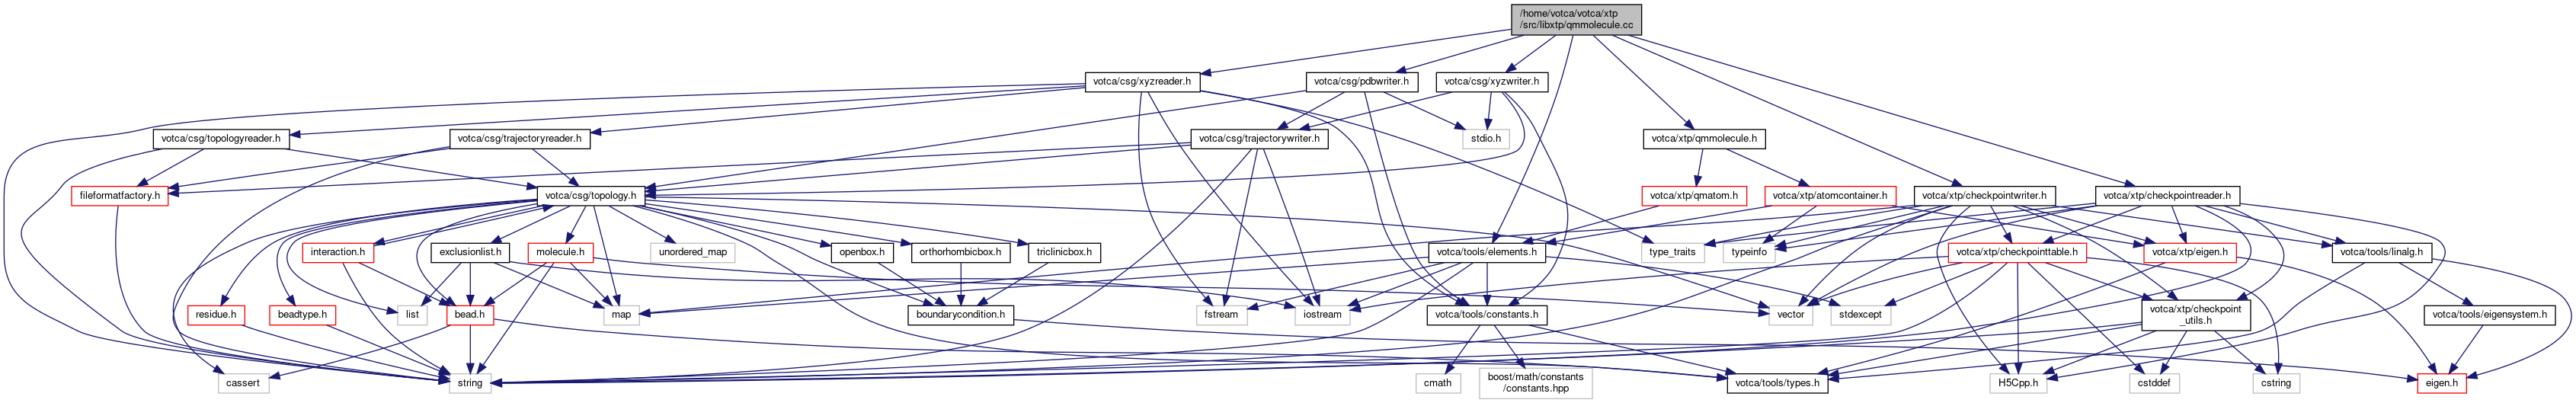 /home/votca/votca/xtp
/src/libxtp/qmmolecule.cc
votca/csg/xyzreader.h
votca/csg/pdbwriter.h
votca/csg/xyzwriter.h
votca/csg/topologyreader.h
votca/csg/trajectoryreader.h
votca/csg/trajectorywriter.h
stdio.h
votca/xtp/qmmolecule.h
fileformatfactory.h
votca/csg/topology.h
votca/xtp/qmatom.h
votca/xtp/atomcontainer.h
votca/xtp/checkpointwriter.h
votca/xtp/checkpointreader.h
interaction.h
exclusionlist.h
molecule.h
unordered_map
openbox.h
orthorhombicbox.h
triclinicbox.h
votca/tools/elements.h
type_traits
typeinfo
votca/xtp/checkpointtable.h
votca/xtp/eigen.h
votca/tools/linalg.h
residue.h
beadtype.h
list
bead.h
map
boundarycondition.h
fstream
iostream
votca/tools/constants.h
vector
stdexcept
votca/xtp/checkpoint
_utils.h
votca/tools/eigensystem.h
cassert
string
cmath
boost/math/constants
/constants.hpp
votca/tools/types.h
H5Cpp.h
cstddef
cstring
eigen.h